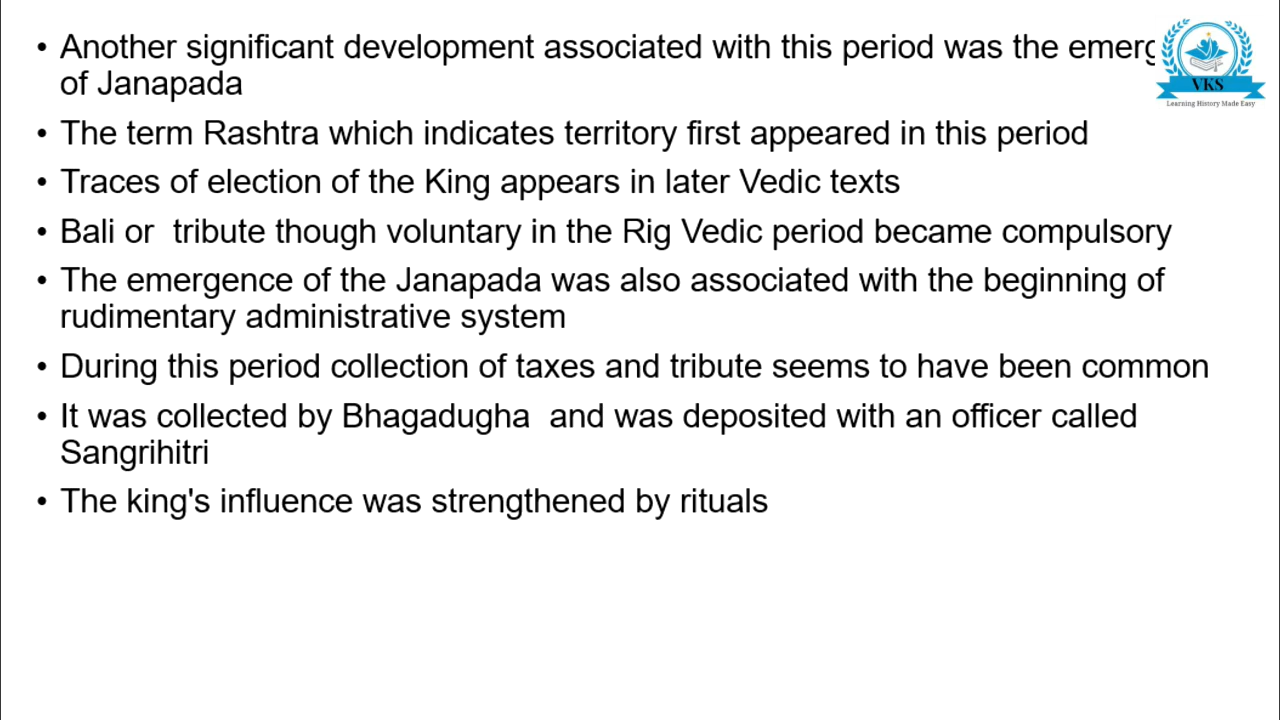 • Another significant development associated with this period was the
of Janapada
• The term Rashtra which indicates territory first appeared in this period
• Traces of election of the King appears in later Vedic texts
• Bali or  tribute though voluntary in the Rig Vedic period became compulsory
• The emergence of the Janapada was also associated with the beginning of
rudimentary administrative system
• During this period collection of taxes and tribute seems to have been common
• It was collected by Bhagadugha  and was deposited with an officer called
Sangrihitri
• The king's influence was strengthened by rituals
VKS
Learning History Made Easy